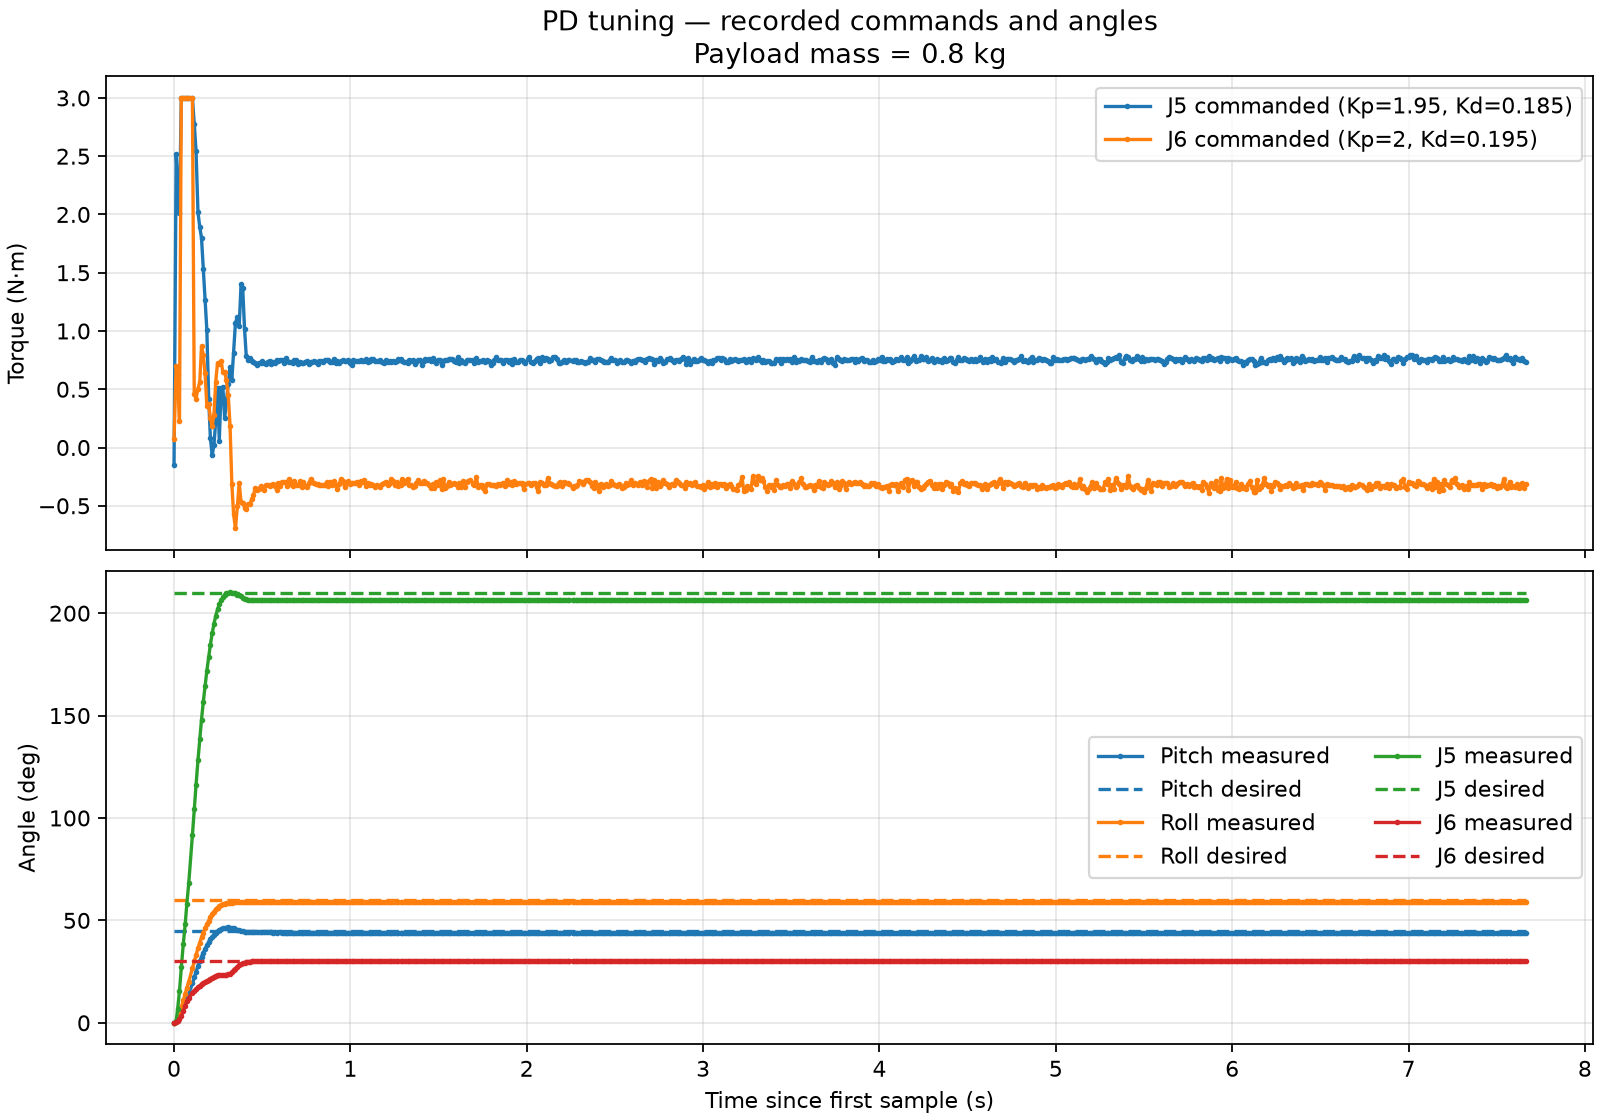 PD tuning — recorded commands and angles
Payload mass = 0.8 kg
Torque (N·m)
3.0
2.5
2.0
1.5
1.0
0.5
0.0
−0.5
J5 commanded (Kp=1.95, Kd=0.185)
J6 commanded (Kp=2, Kd=0.195)
Angle (deg)
200
150
100
50
0
Pitch measured
Pitch desired
Roll measured
Roll desired
J5 measured
J5 desired
J6 measured
J6 desired
0 1 2 3 4 5 6 7 8
Time since first sample (s)